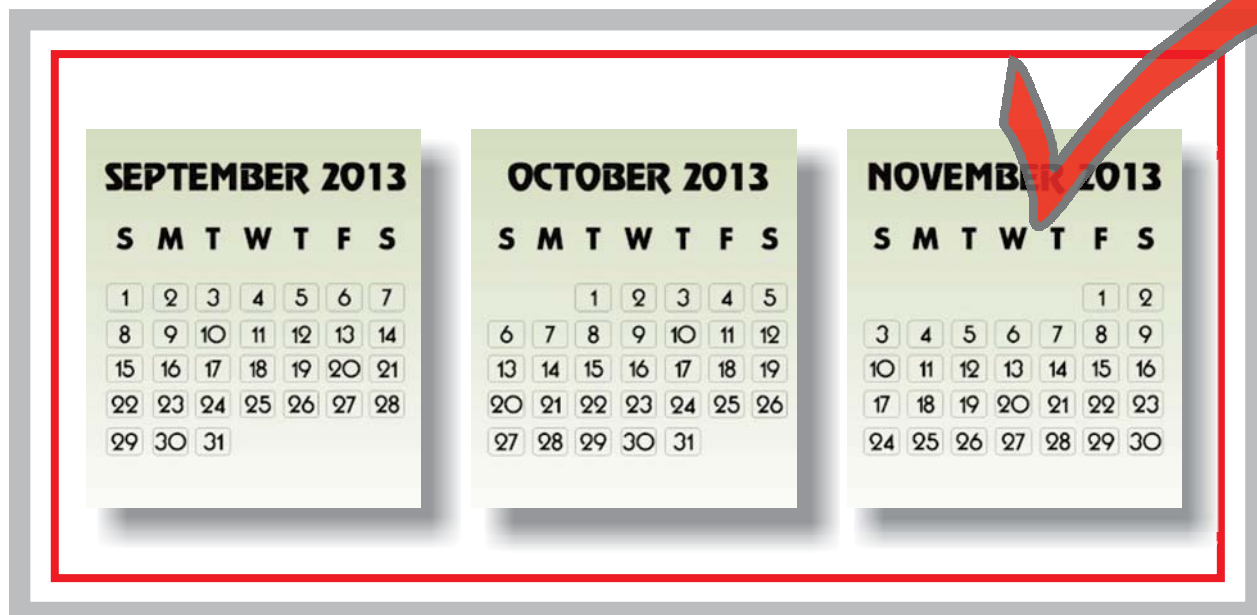 SEPTEMBER 2013
S M T W T F S
1 2 3 4 5 6 7
8 9 10 11 12 13 14
15 16 17 18 19 20 21
22 23 24 25 26 27 28
29 30 31
OCTOBER 2013
S M T W T F S
1 2 3 4 5
6 7 8 9 10 11 12
13 14 15 16 17 18 19
20 21 22 23 24 25 26
27 28 29 30 31
NOVEMBER 2013
S M T W T F S
1 2
3 4 5 6 7 8 9
10 11 12 13 14 15 16
17 18 19 20 21 22 23
24 25 26 27 28 29 30